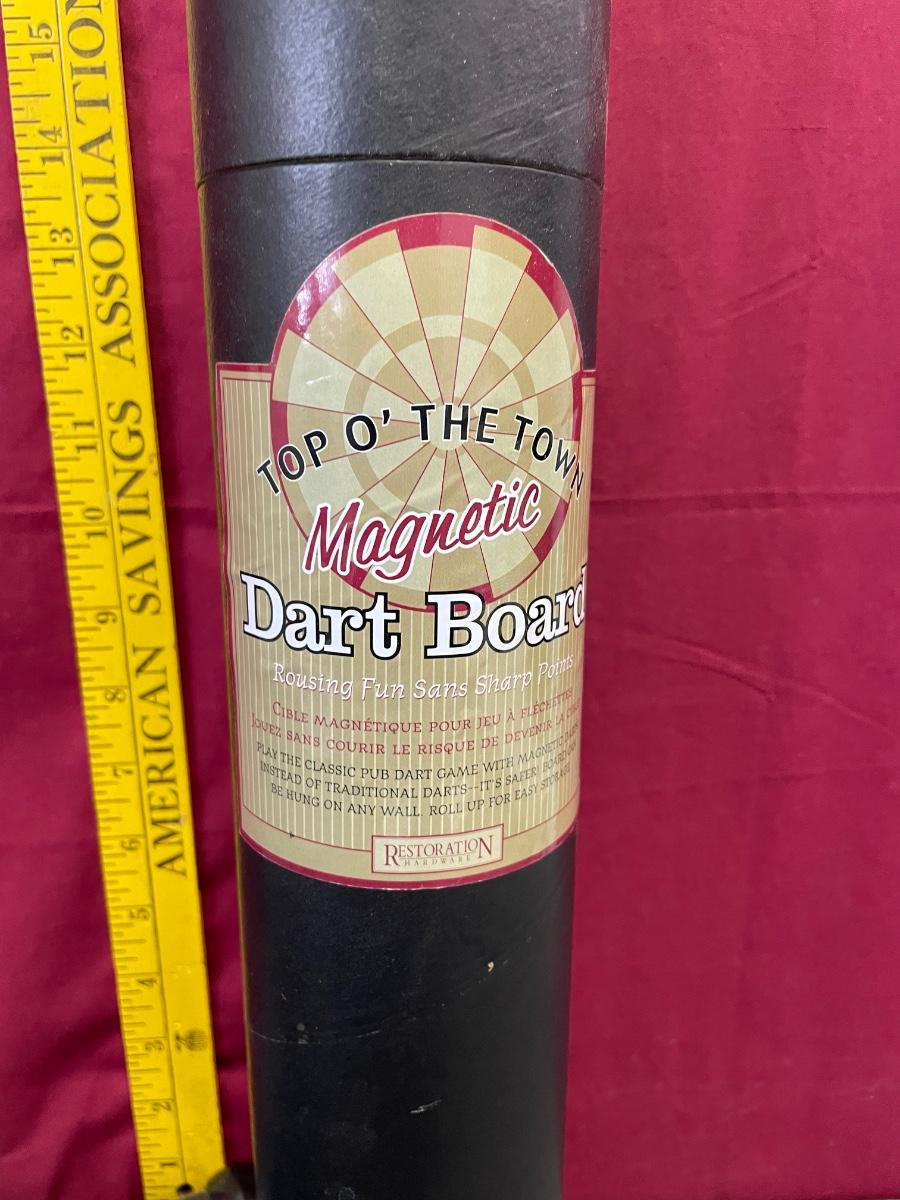 TOP O' THE TOWN
Magnetic
Dart Board
Rousing Fun Sans Sharp Points
CIBLE MAGNÉTIQUE POUR JEU À FLÉCHETTES
JOUEZ SANS COURIR LE RISQUE DE DEVENIR LA
PLAY THE CLASSIC PUB DART GAME WITH MAGNETIC
INSTEAD OF TRADITIONAL DARTS--IT'S SAFER! BOARD
BE HUNG ON ANY WALL. ROLL UP FOR EASY STORAGE
RESTORATION
HARDWARE
AMERICAN SAVINGS ASSOCIATION
1 2 3 4 5 6 7 8 9 10 11 12 13 14 15